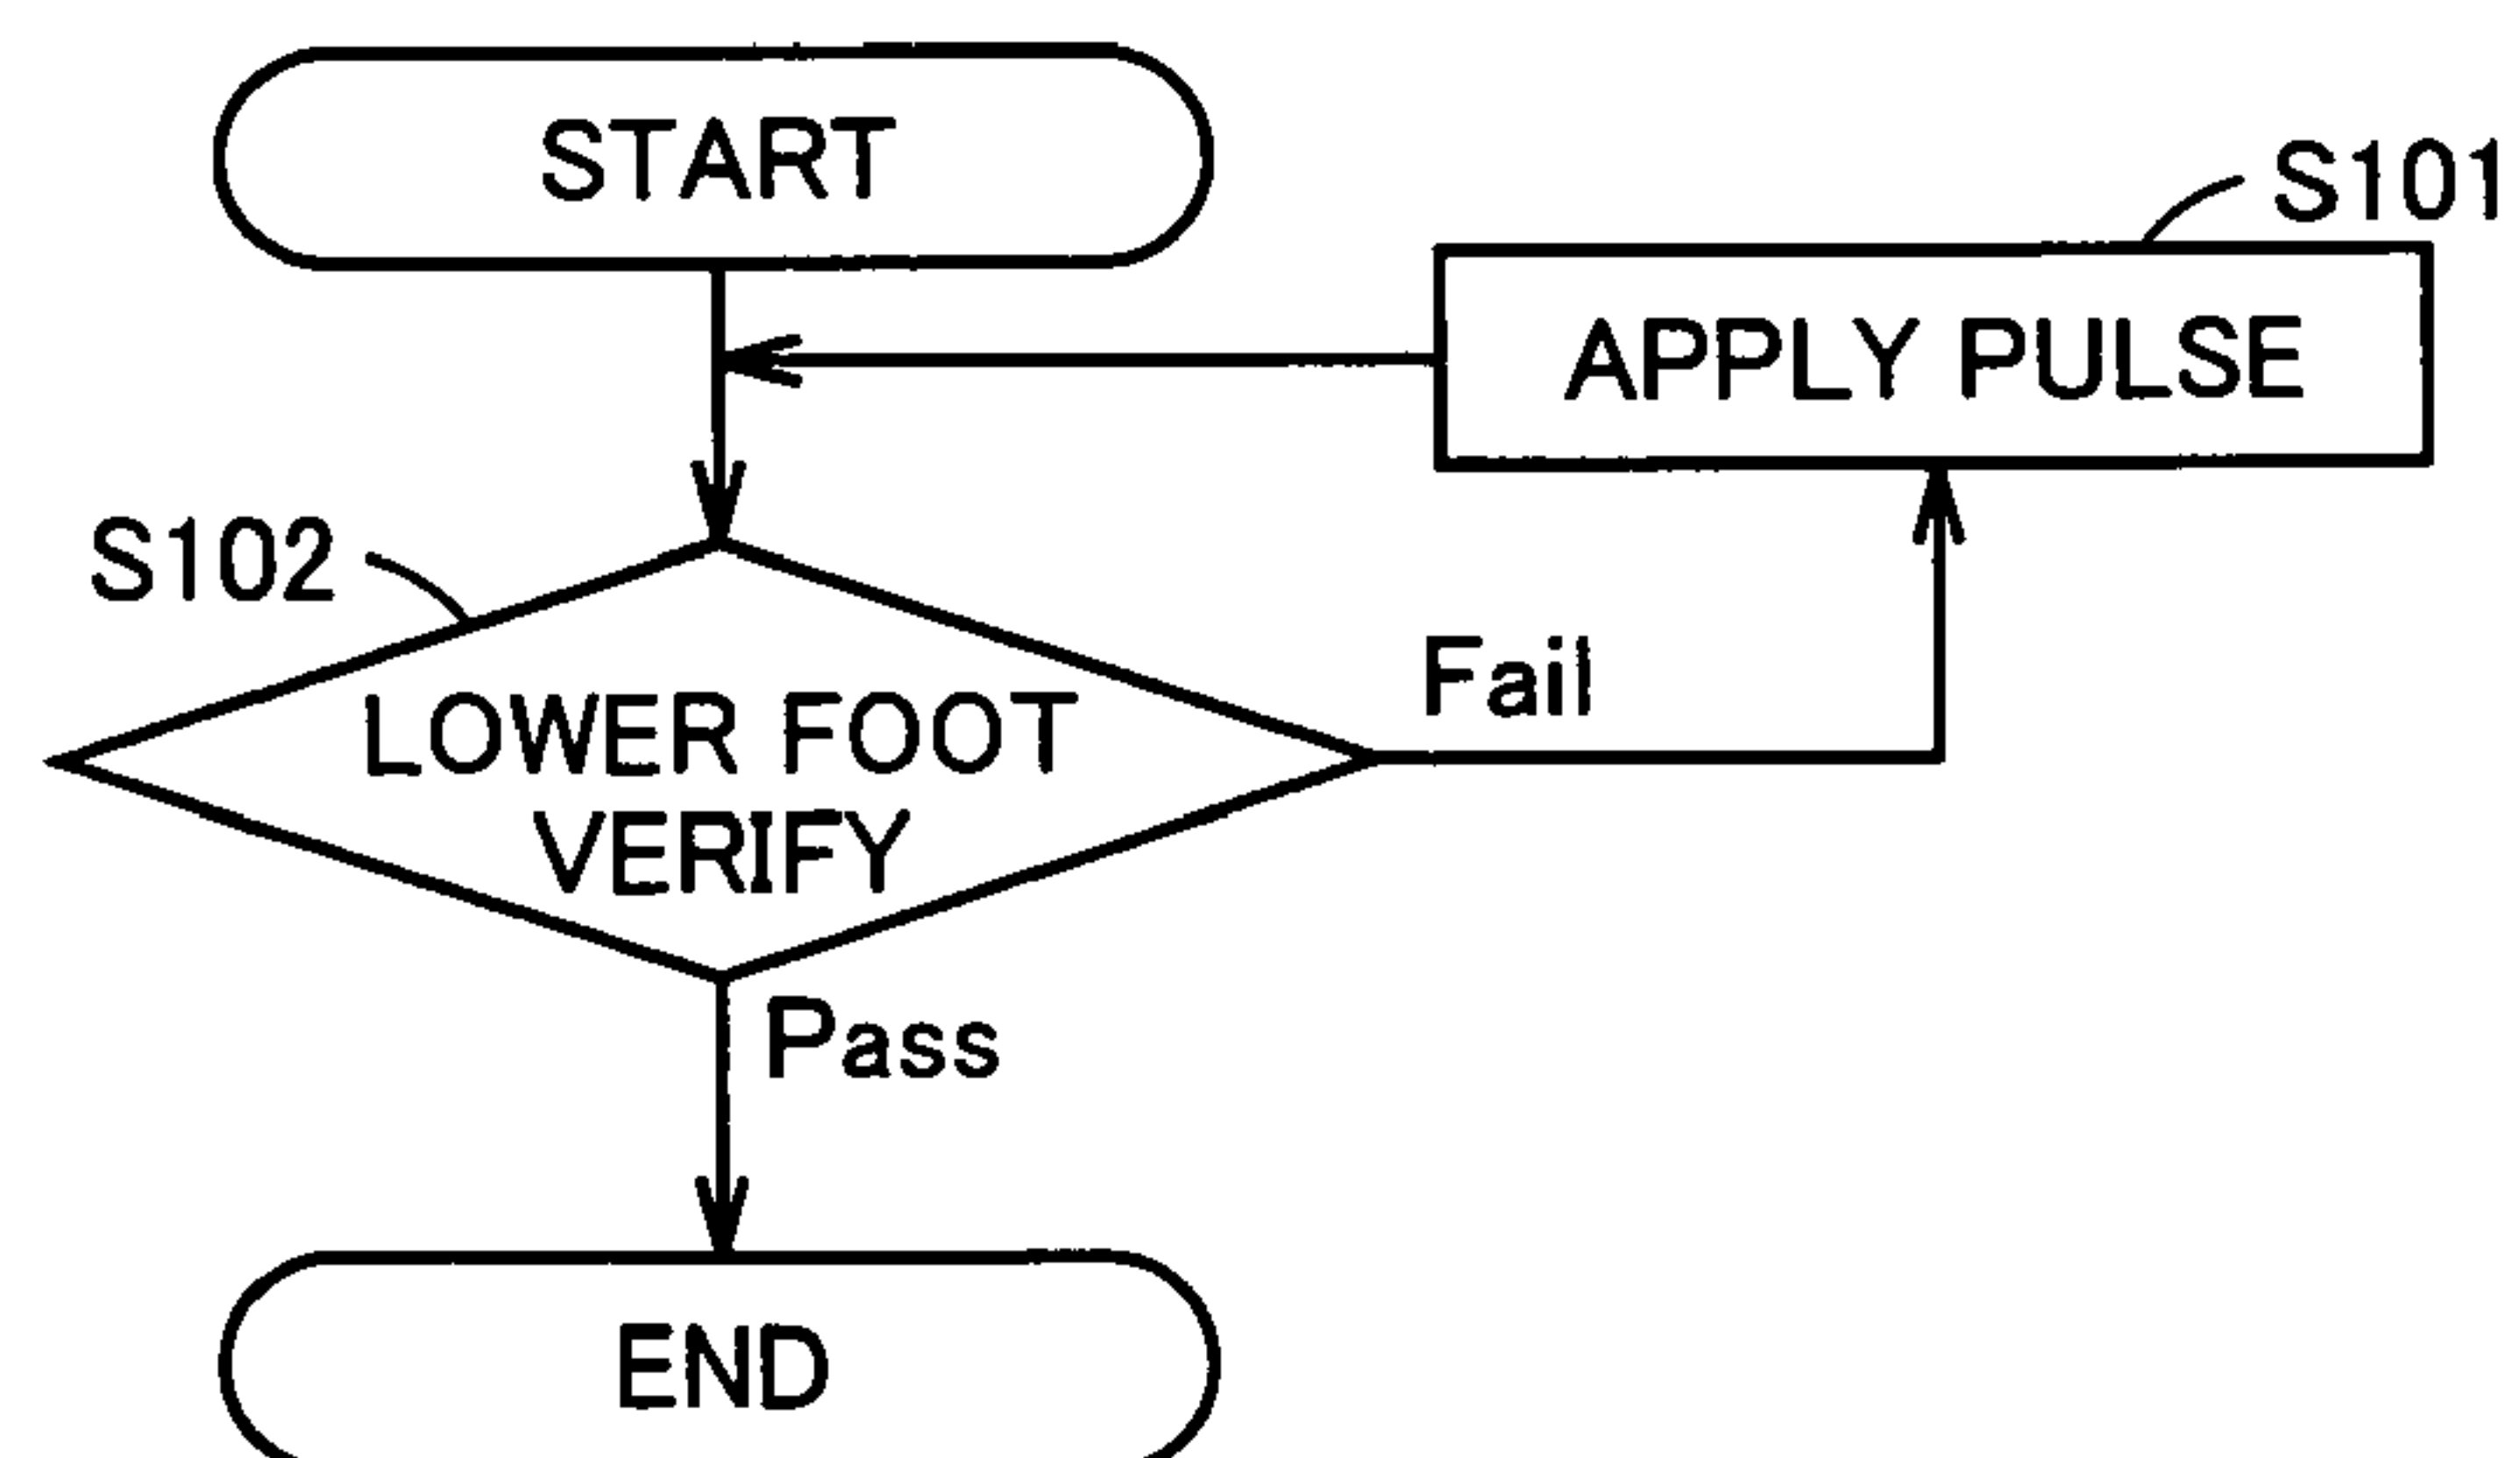 START
S101
APPLY PULSE
S102
LOWER FOOT
VERIFY
Fail
Pass
END